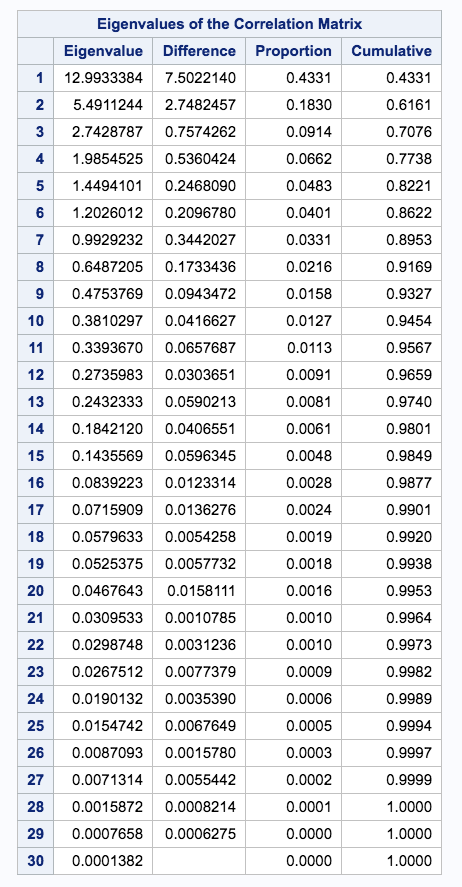 Eigenvalues of the Correlation Matrix
Eigenvalue Difference Proportion Cumulative
1 12.9933384 7.5022140 0.4331 0.4331
2 5.4911244 2.7482457 0.1830 0.6161
3 2.7428787 0.7574262 0.0914 0.7076
4 1.9854525 0.5360424 0.0662 0.7738
5 1.4494101 0.2468090 0.0483 0.8221
6 1.2026012 0.2096780 0.0401 0.8622
7 0.9929232 0.3442027 0.0331 0.8953
8 0.6487205 0.1733436 0.0216 0.9169
9 0.4753769 0.0943472 0.0158 0.9327
10 0.3810297 0.0416627 0.0127 0.9454
11 0.3393670 0.0657687 0.0113 0.9567
12 0.2735983 0.0303651 0.0091 0.9659
13 0.2432333 0.0590213 0.0081 0.9740
14 0.1842120 0.0406551 0.0061 0.9801
15 0.1435569 0.0596345 0.0048 0.9849
16 0.0839223 0.0123314 0.0028 0.9877
17 0.0715909 0.0136276 0.0024 0.9901
18 0.0579633 0.0054258 0.0019 0.9920
19 0.0525375 0.0057732 0.0018 0.9938
20 0.0467643 0.0158111 0.0016 0.9953
21 0.0309533 0.0010785 0.0010 0.9964
22 0.0298748 0.0031236 0.0010 0.9973
23 0.0267512 0.0077379 0.0009 0.9982
24 0.0190132 0.0035390 0.0006 0.9989
25 0.0154742 0.0067649 0.0005 0.9994
26 0.0087093 0.0015780 0.0003 0.9997
27 0.0071314 0.0055442 0.0002 0.9999
28 0.0015872 0.0008214 0.0001 1.0000
29 0.0007658 0.0006275 0.0000 1.0000
30 0.0001382 0.0000 1.0000